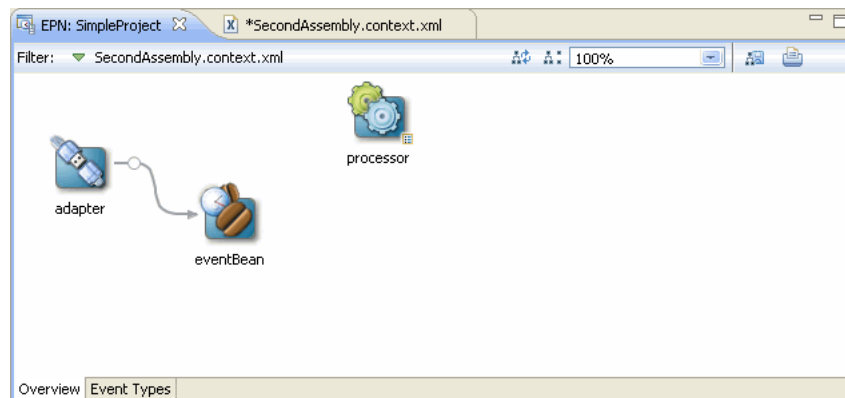 EPN: SimpleProject
*SecondAssembly.context.xml
Filter: SecondAssembly.context.xml
100%
processor
adapter
eventBean
Overview
Event Types